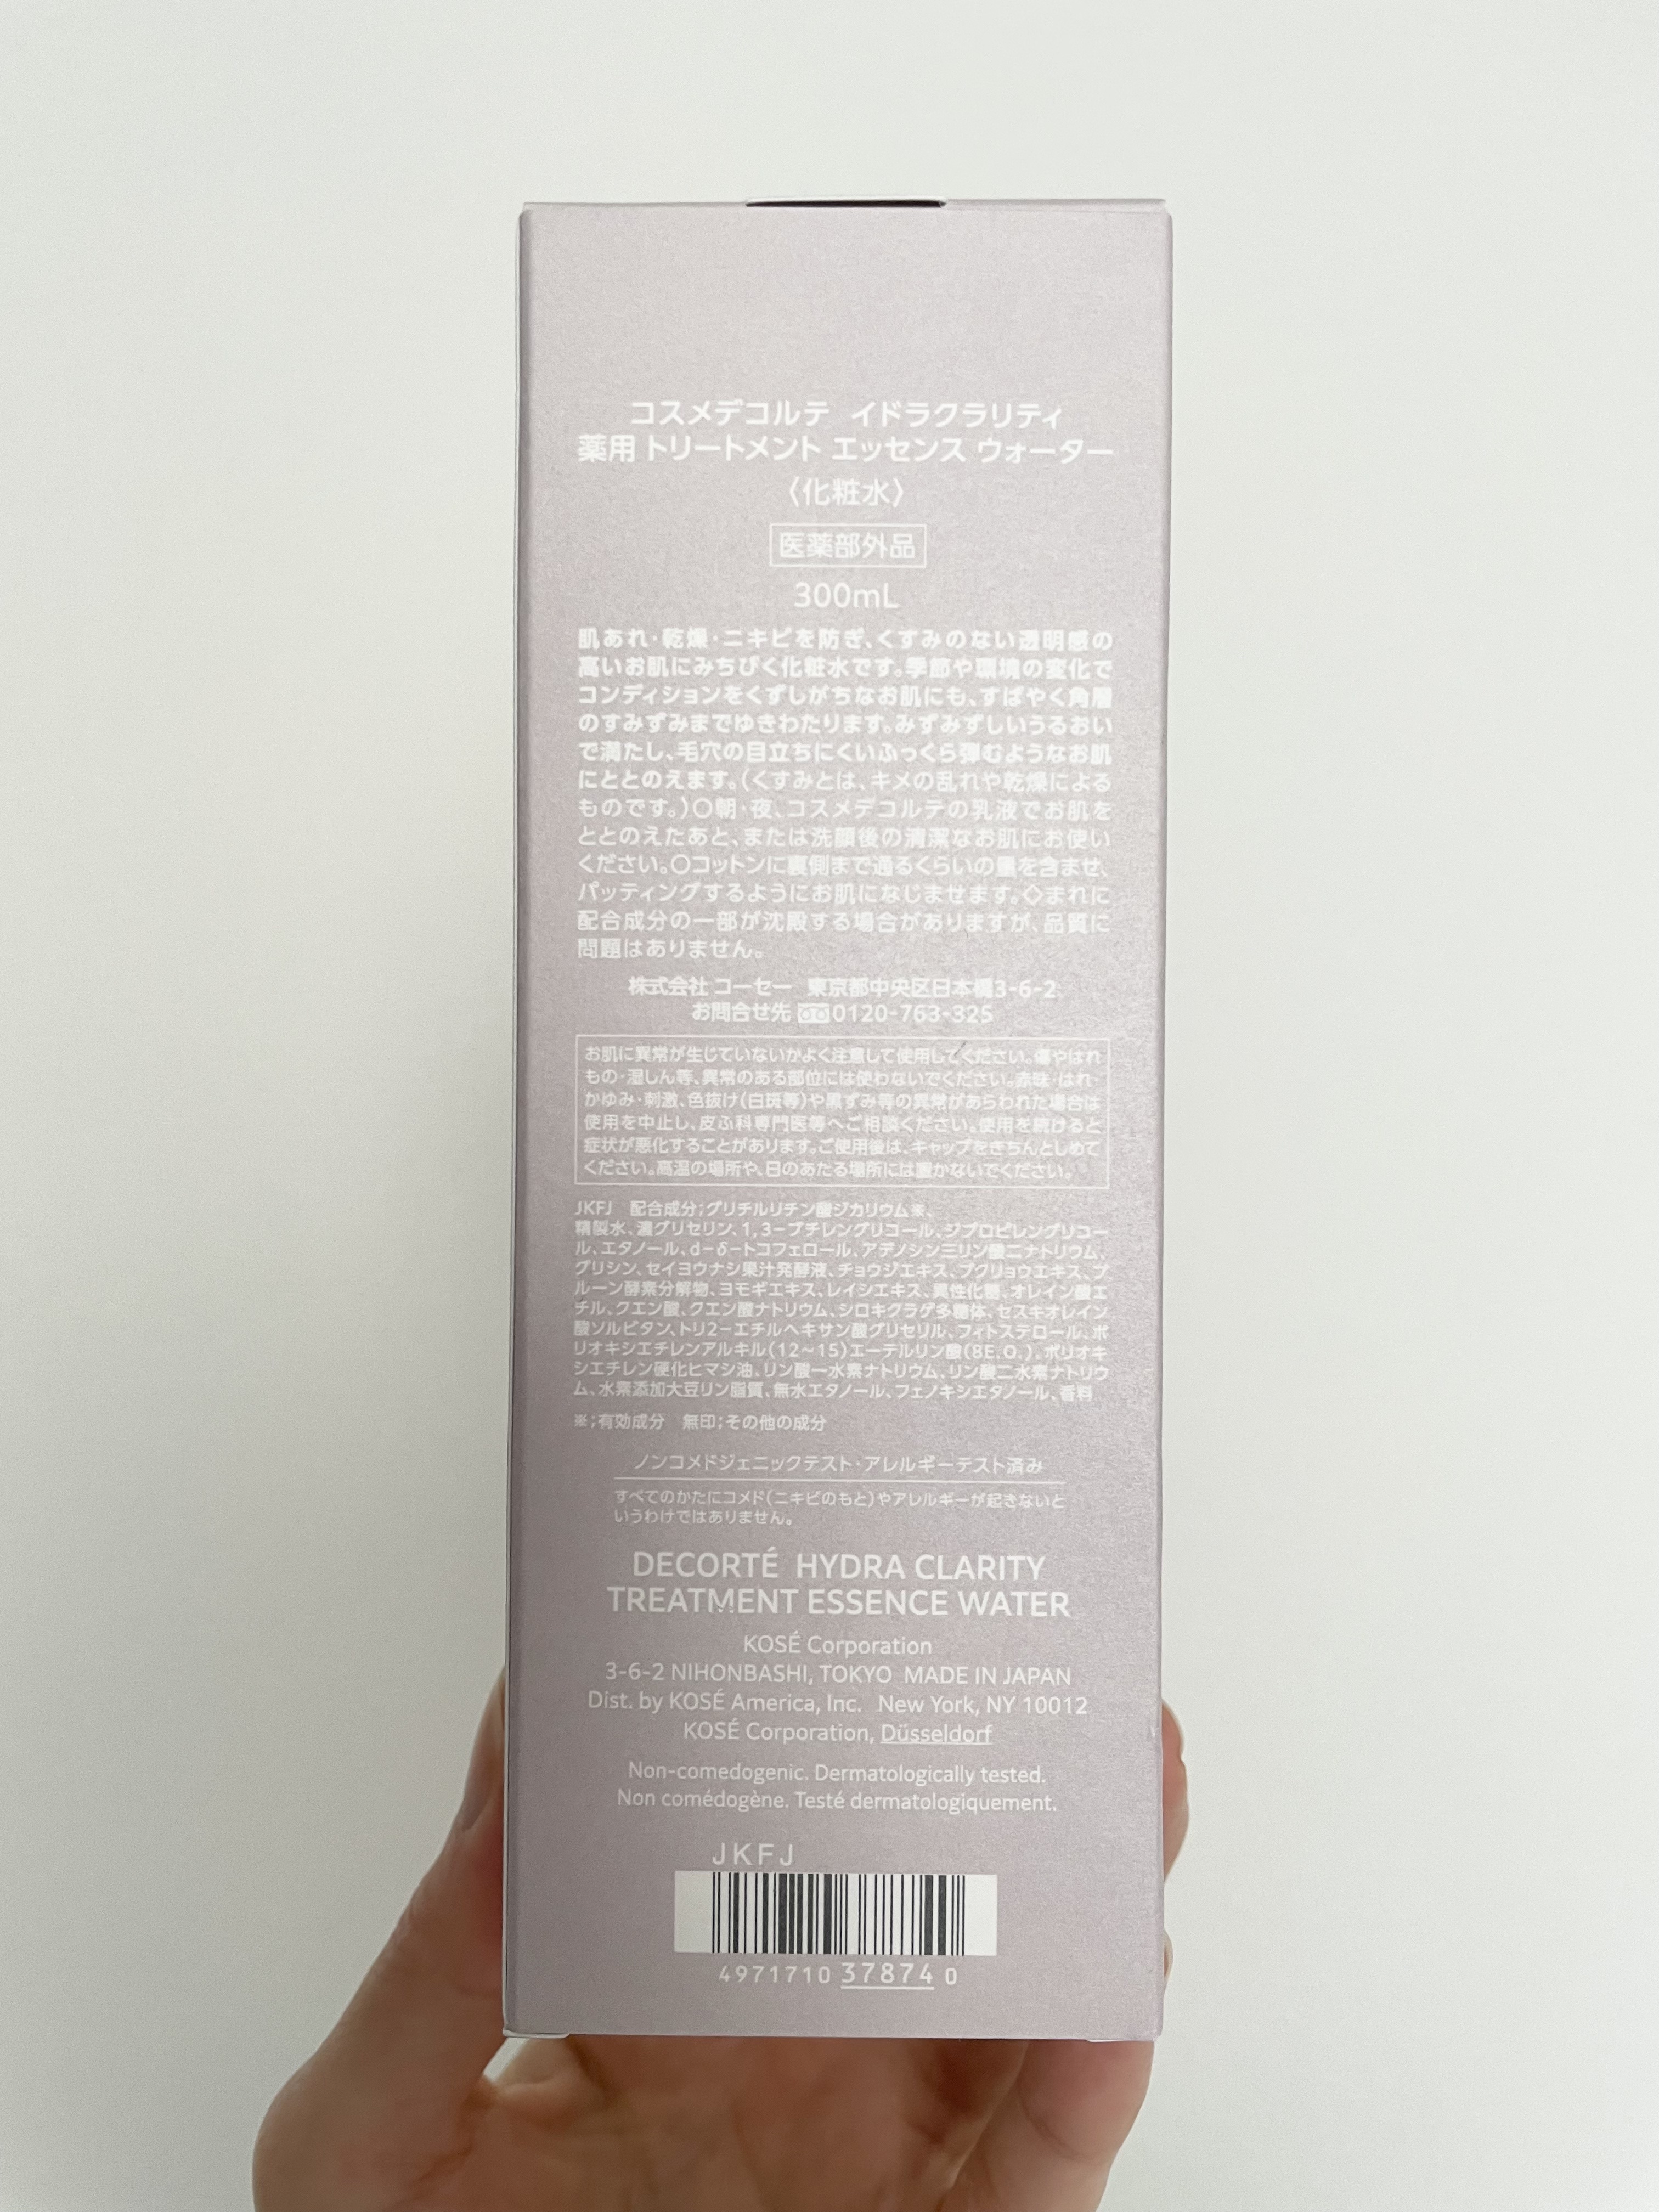 コスメデコルテ イドラクラリティ
薬用 トリートメント エッセンス ウォーター
〈化粧水〉
医薬部外品
300mL
肌あれ・乾燥・ニキビを防ぎ、くすみのない透明感の
高いお肌にみちびく化粧水です。季節や環境の変化で
コンディションをくずしがちなお肌にも、すばやく角層
のすみずみまでゆきわたります。みずみずしいうるおい
で満たし、毛穴の目立ちにくいふっくら弾むようなお肌
にととのえます。(くすみとは、キメの乱れや乾燥による
ものです。)○朝・夜、コスメデコルテの乳液でお肌を
ととのえたあと、または洗顔後の清潔なお肌にお使い
ください。○コットンに裏側まで通るくらいの量を含ませ、
パッティングするようにお肌になじませます。◇まれに
配合成分の一部が沈殿する場合がありますが、品質に
問題はありません。
株式会社 コーセー 東京都中央区日本橋3-6-2
お問合せ先 0120-763-325
お肌に異常が生じていないかよく注意して使用してください。傷やはれ
もの・湿しん等、異常のある部位には使わないでください。赤味・はれ・
かゆみ・刺激、色抜け(白斑等)や黒ずみ等の異常があらわれた場合は
使用を中止し、皮ふ科専門医等へご相談ください。使用を続けると
症状が悪化することがあります。ご使用後は、キャップをきちんとしめて
ください。高温の場所や、日のあたる場所には置かないでください。
JKFJ 配合成分;グリチルリチン酸ジカリウム※、
精製水、濃グリセリン、1,3-ブチレングリコール、ジプロピレングリコー
ル、エタノール、d-δ-トコフェロール、アデノシン三リン酸二ナトリウム、
グリシン、セイヨウナシ果汁発酵液、チョウジエキス、ブクリョウエキス、プ
ルーン酵素分解物、ヨモギエキス、レイシエキス、異性化糖、オレイン酸エ
チル、クエン酸、クエン酸ナトリウム、シロキクラゲ多糖体、セスキオレイン
酸ソルビタン、トリ2-エチルヘキサン酸グリセリル、フィトステロール、ポ
リオキシエチレンアルキル(12~15)エーテルリン酸(8E.O.)、ポリオキ
シエチレン硬化ヒマシ油、リン酸一水素ナトリウム、リン酸二水素ナトリウ
ム、水素添加大豆リン脂質、無水エタノール、フェノキシエタノール、香料
※;有効成分 無印;その他の成分
ノンコメドジェニックテスト・アレルギーテスト済み
すべてのかたにコメド(ニキビのもと)やアレルギーが起きないと
いうわけではありません。
DECORTÉ HYDRA CLARITY
TREATMENT ESSENCE WATER
KOSÉ Corporation
3-6-2 NIHONBASHI, TOKYO MADE IN JAPAN
Dist. by KOSÉ America, Inc. New York, NY 10012
KOSÉ Corporation, Düsseldorf
Non-comedogenic. Dermatologically tested.
Non comédogène. Testé dermatologiquement.
JKFJ
4971710 37874 0